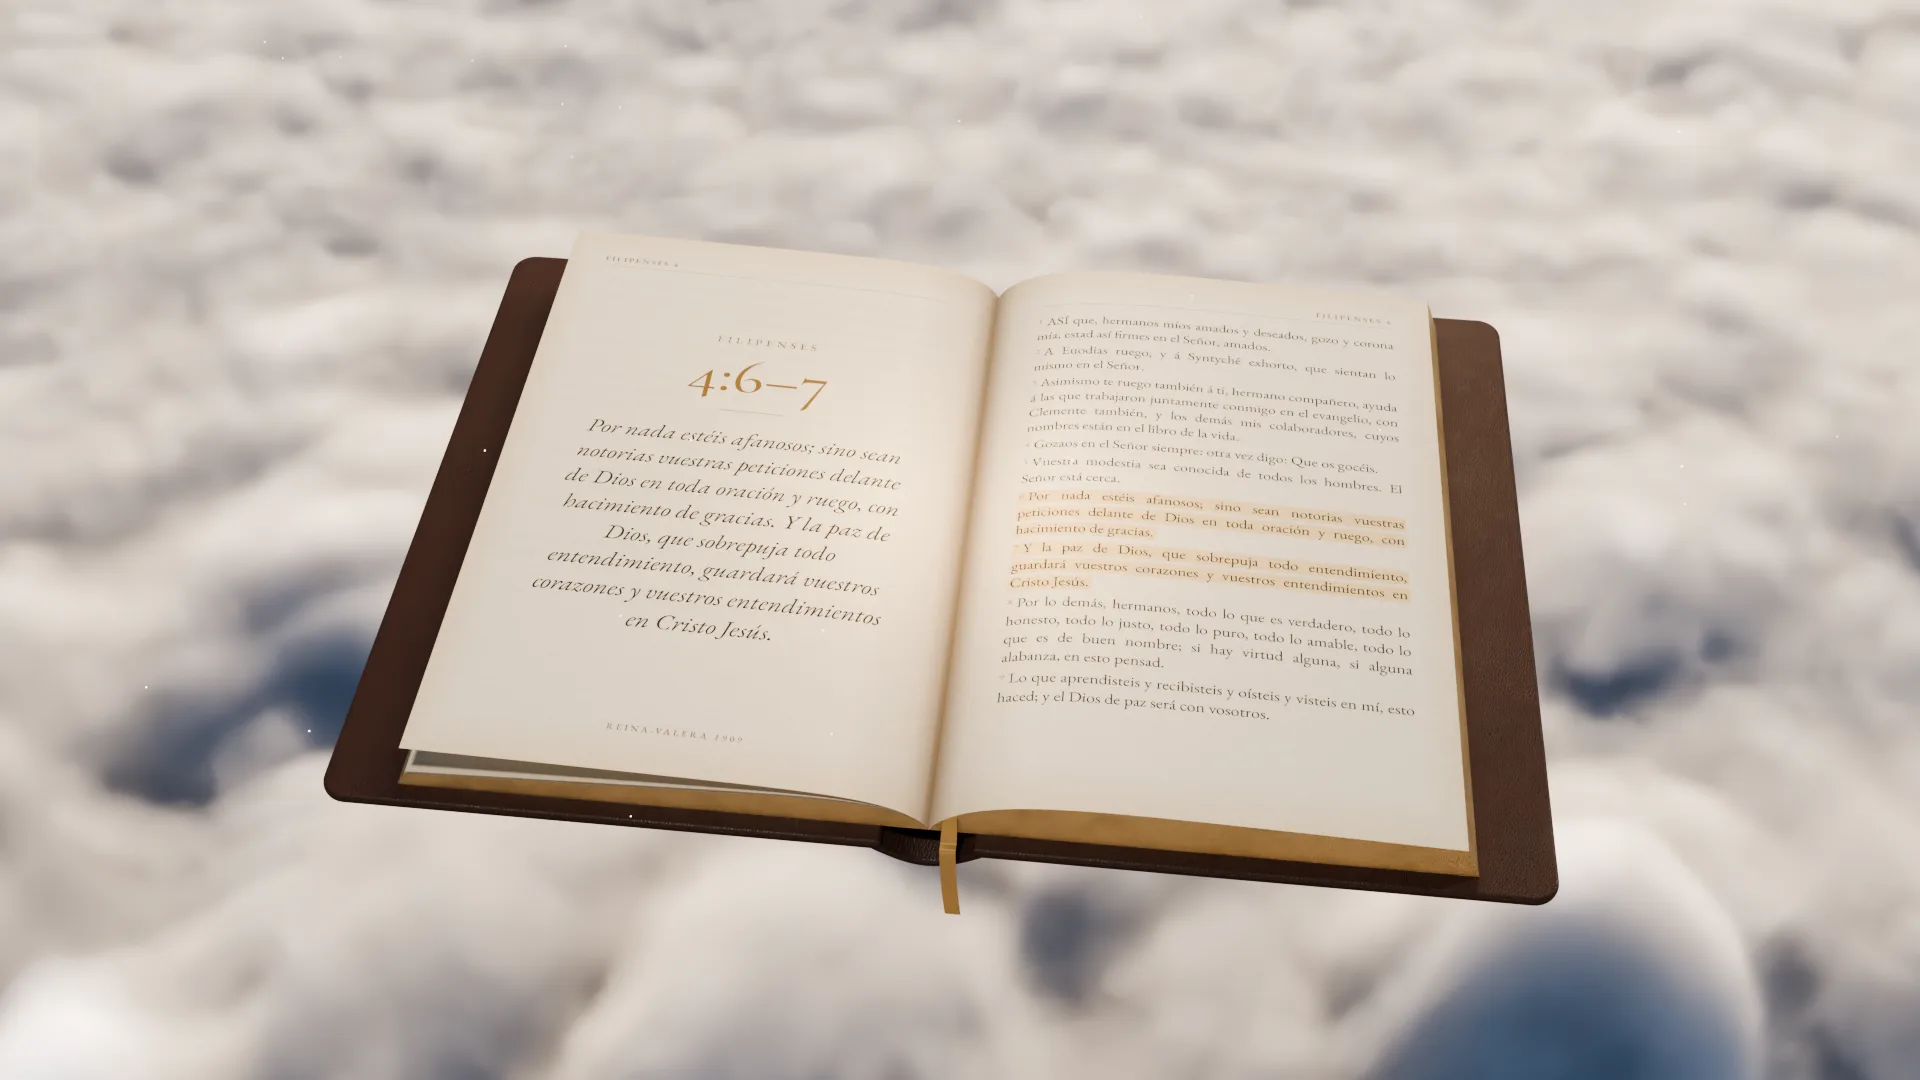 FILIPENSES 4
FILIPENSES
4:6–7
Por nada estéis afanosos; sino sean
notorias vuestras peticiones delante
de Dios en toda oración y ruego, con
hacimiento de gracias. Y la paz de
Dios, que sobrepuja todo
entendimiento, guardará vuestros
corazones y vuestros entendimientos
en Cristo Jesús.
REINA-VALERA 1909
FILIPENSES 4
ASÍ que, hermanos míos amados y deseados, gozo y corona
mía, estad así firmes en el Señor, amados.
A Euodias ruego, y á Syntyché exhorto, que sientan lo
mismo en el Señor.
Asimismo te ruego también á ti, hermano compañero, ayuda
á las que trabajaron juntamente conmigo en el evangelio, con
Clemente también, y los demás mis colaboradores, cuyos
nombres están en el libro de la vida.
Gozaos en el Señor siempre: otra vez digo: Que os gocéis.
Vuestra modestia sea conocida de todos los hombres. El
Señor está cerca.
Por nada estéis afanosos; sino sean notorias vuestras
peticiones delante de Dios en toda oración y ruego, con
hacimiento de gracias.
Y la paz de Dios, que sobrepuja todo entendimiento,
guardará vuestros corazones y vuestros entendimientos en
Cristo Jesús.
Por lo demás, hermanos, todo lo que es verdadero, todo lo
honesto, todo lo justo, todo lo puro, todo lo amable, todo lo
que es de buen nombre; si hay virtud alguna, si alguna
alabanza, en esto pensad.
Lo que aprendisteis y recibisteis y oísteis y visteis en mí, esto
haced; y el Dios de paz será con vosotros.